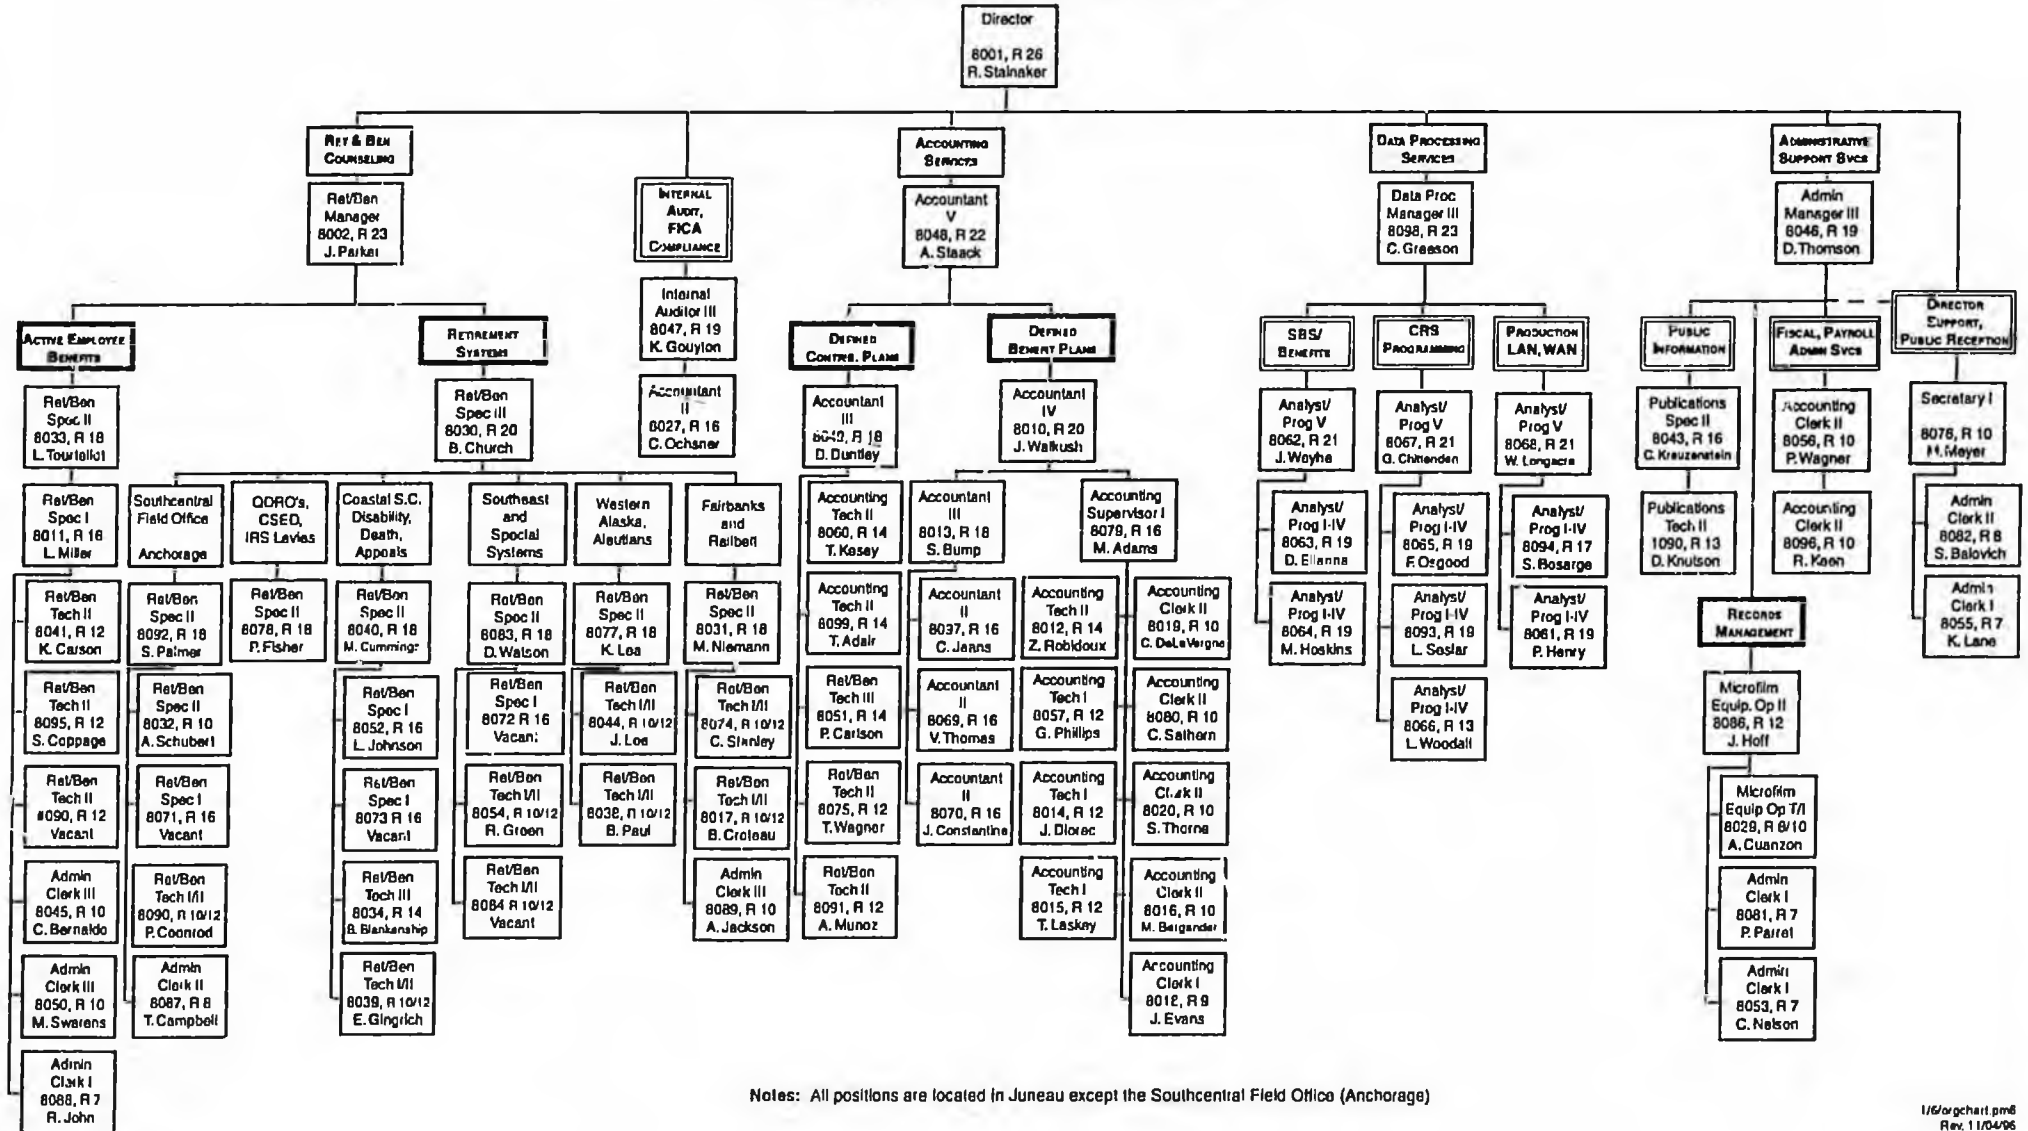 Director
8001, R 26
R. Stalnaker
RET & BEN
COUNSELING
Ret/Ben
Manager
8002, R 23
J. Parker
INTERNAL
AUDIT,
FICA
COMPLIANCE
Internal
Auditor III
8047, R 19
K. Gouyton
Accountant
II
8027, R 16
C. Ochsner
ACCOUNTING
SERVICES
Accountant
V
8048, R 22
A. Staack
DATA PROCESSING
SERVICES
Data Proc
Manager III
8098, R 23
C. Greeson
ADMINISTRATIVE
SUPPORT SVCS
Admin
Manager III
8046, R 19
D. Thomson
ACTIVE EMPLOYEE
BENEFITS
Ret/Ben
Spec II
8033, R 18
L. Tourtellot
Ret/Ben
Spec I
8011, R 16
L. Miller
Ret/Ben
Tech II
8041, R 12
K. Carson
Ret/Ben
Tech II
8095, R 12
S. Coppage
Ret/Ben
Tech II
8090, R 12
Vacant
Admin
Clerk III
8045, R 10
C. Bernaldo
Admin
Clerk III
8050, R 10
M. Swarens
Admin
Clerk I
8088, R 7
R. John
RETIREMENT
SYSTEMS
Ret/Ben
Spec III
8030, R 20
B. Church
Southcentral
Field Office
Anchorage
Ret/Ben
Spec II
8092, R 18
S. Palmer
Ret/Ben
Spec II
8032, R 10
A. Schubert
Ret/Ben
Spec I
8071, R 16
Vacant
Ret/Ben
Tech I/II
8090, R 10/12
P. Coonrod
Admin
Clerk II
8087, R 8
T. Campbell
QDRO's,
CSED,
IRS Levies
Ret/Ben
Spec II
8078, R 18
P. Fisher
Coastal S.C.
Disability,
Death,
Appeals
Ret/Ben
Spec II
8040, R 18
M. Cummings
Ret/Ben
Spec I
8052, R 16
L. Johnson
Ret/Ben
Spec I
8073 R 16
Vacant
Ret/Ben
Tech III
8034, R 14
B. Blankenship
Ret/Ben
Tech I/II
8039, R 10/12
E. Gingrich
Southeast
and
Special
Systems
Ret/Ben
Spec II
8083, R 18
D. Watson
Ret/Ben
Spec I
8072 R 16
Vacant
Ret/Ben
Tech I/II
8054, R 10/12
R. Green
Ret/Ben
Tech I/II
8084 R 10/12
Vacant
Western
Alaska,
Aleutians
Ret/Ben
Spec II
8077, R 18
K. Lea
Ret/Ben
Tech I/II
8044, R 10/12
J. Loe
Ret/Ben
Tech I/II
8038, R 10/12
B. Paul
Fairbanks
and
Railbelt
Ret/Ben
Spec II
8031, R 18
M. Niemann
Ret/Ben
Tech I/II
8074, R 10/12
C. Stanley
Ret/Ben
Tech I/II
8017, R 10/12
B. Croteau
Admin
Clerk III
8089, R 10
A. Jackson
DEFINED
CONTRIB. PLANS
Accountant
III
8049, R 18
D. Duntley
Accounting
Tech II
8060, R 14
T. Kesey
Accounting
Tech II
8099, R 14
T. Adair
Ret/Ben
Tech III
8051, R 14
P. Carlson
Ret/Ben
Tech II
8075, R 12
T. Wagner
Ret/Ben
Tech II
8091, R 12
A. Munoz
DEFINED
BENEFIT PLANS
Accountant
IV
8010, R 20
J. Walkush
Accountant
III
8013, R 18
S. Bump
Accountant
II
8037, R 16
C. Jeans
Accountant
II
8069, R 16
V. Thomas
Accountant
II
8070, R 16
J. Constantine
Accounting
Supervisor I
8079, R 16
M. Adams
Accounting
Tech II
8012, R 14
Z. Robidoux
Accounting
Tech I
8057, R 12
G. Phillips
Accounting
Tech I
8014, R 12
J. Diorec
Accounting
Tech I
8015, R 12
T. Laskey
Accounting
Clerk II
8019, R 10
C. DeLaVergne
Accounting
Clerk II
8080, R 10
C. Sathern
Accounting
Clerk II
8020, R 10
S. Thorne
Accounting
Clerk II
8016, R 10
M. Bergander
Accounting
Clerk I
8018, R 9
J. Evans
SBS/
BENEFITS
Analyst/
Prog V
8062, R 21
J. Wayhe
Analyst/
Prog I-IV
8063, R 19
D. Elianna
Analyst/
Prog I-IV
8064, R 19
M. Hoskins
CRS
PROGRAMMING
Analyst/
Prog V
8067, R 21
G. Chittenden
Analyst/
Prog I-IV
8065, R 19
F. Osgood
Analyst/
Prog I-IV
8093, R 19
L. Seslar
Analyst/
Prog I-IV
8066, R 13
L. Woodall
PRODUCTION
LAN, WAN
Analyst/
Prog V
8068, R 21
W. Longacre
Analyst/
Prog I-IV
8094, R 17
S. Bosarge
Analyst/
Prog I-IV
8061, R 19
P. Henry
PUBLIC
INFORMATION
Publications
Spec II
8043, R 16
C. Kreuzenstein
Publications
Tech II
1090, R 13
D. Knutson
FISCAL, PAYROLL
ADMIN SVCS
Accounting
Clerk II
8056, R 10
P. Wagner
Accounting
Clerk II
8096, R 10
R. Koen
RECORDS
MANAGEMENT
Microfilm
Equip. Op II
8086, R 12
J. Hoff
Microfilm
Equip Op T/I
8029, R 8/10
A. Cuanzon
Admin
Clerk I
8081, R 7
P. Parrel
Admin
Clerk I
8053, R 7
C. Nelson
DIRECTOR
SUPPORT,
PUBLIC RECEPTION
Secretary I
8076, R 10
M. Meyer
Admin
Clerk II
8082, R 8
S. Balovich
Admin
Clerk I
8055, R 7
K. Lane
Notes: All positions are located in Juneau except the Southcentral Field Office (Anchorage)
1/6/orgchart.pm6
Rev. 11/04/96